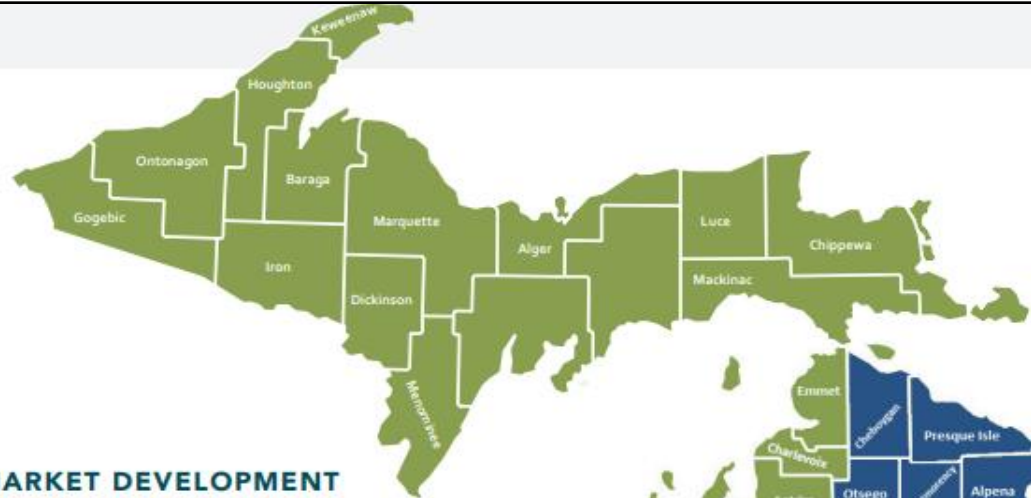 Keweenaw
Houghton
Ontonagon
Baraga
Gogebic
Marquette
Luce
Alger
Chippewa
Iron
Mackinac
Dickinson
Menominee
Emmet
Cheboygan
Presque Isle
Charlevoix
Otsego
Alpena
ARKET DEVELOPMENT